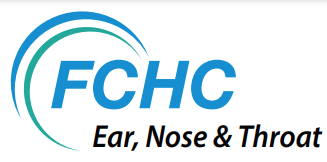 FCHC
Ear, Nose & Throat